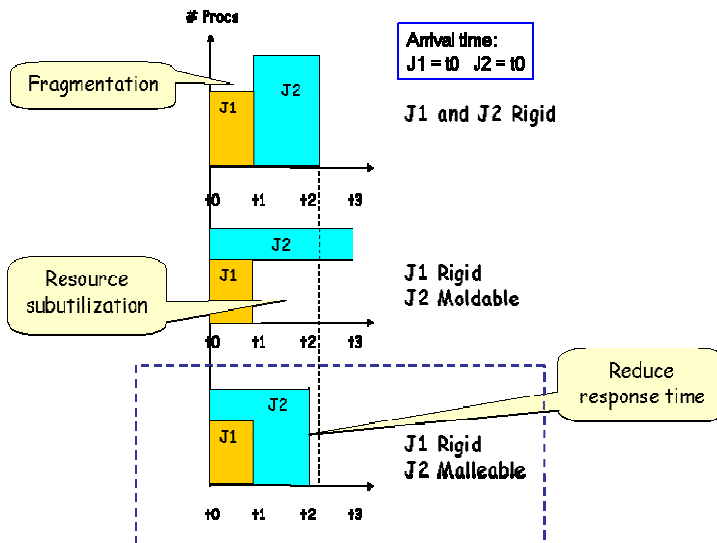 # Procs
Arrival time:
J1 = t0 J2 = t0
Fragmentation
J1
J2
J1 and J2 Rigid
t0 t1 t2 t3
J2
J1
Resource
subutilization
J1 Rigid
J2 Moldable
t0 t1 t2 t3
Reduce
response time
J2
J1
J1 Rigid
J2 Malleable
t0 t1 t2 t3